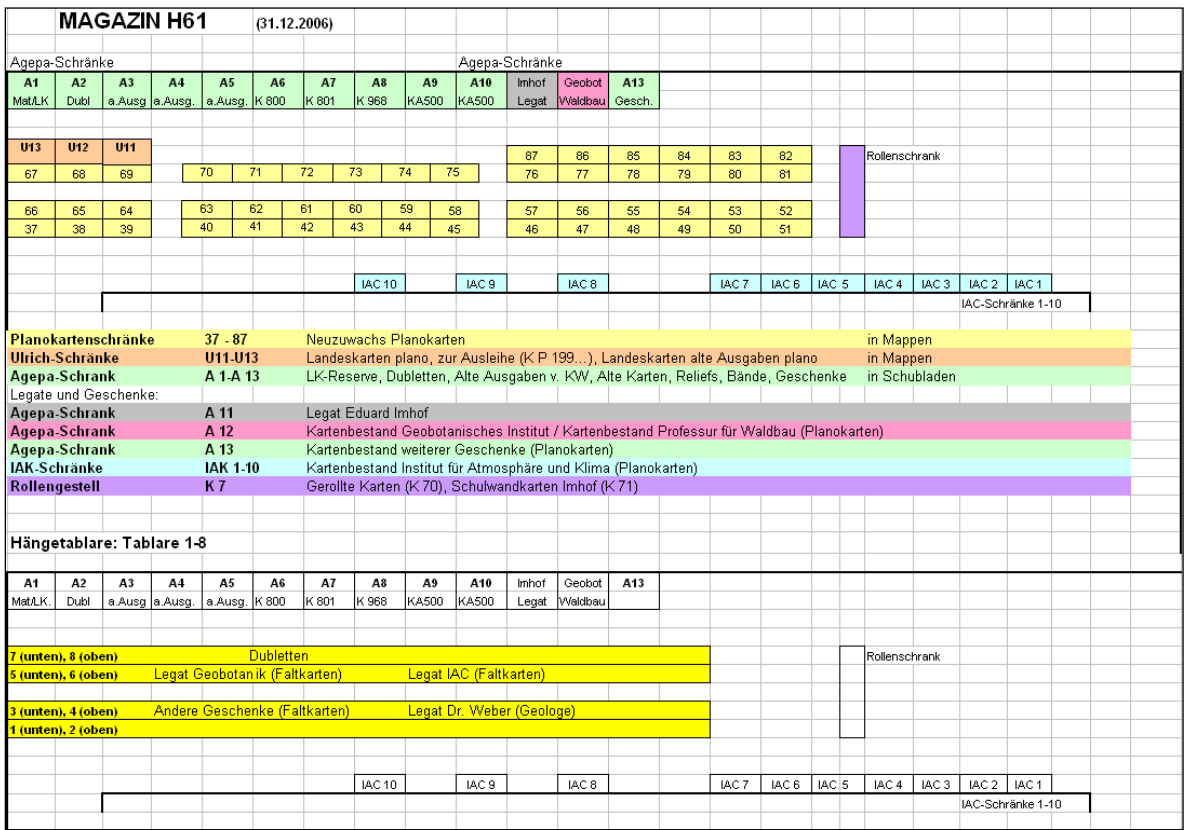 MAGAZIN H61 (31.12.2006)
Agepa-Schränke Agepa-Schränke
A1 A2 A3 A4 A5 A6 A7 A8 A9 A10 Imhof Geobot A13
Mat/LK Dubl a.Ausg a.Ausg. a.Ausg. K 800 K 801 K 968 KA500 KA500 Legat Waldbau Gesch.
U13 U12 U11
87 86 85 84 83 82 Rollenschrank
67 68 69 70 71 72 73 74 75 76 77 78 79 80 81
66 65 64 63 62 61 60 59 58 57 56 55 54 53 52
37 38 39 40 41 42 43 44 45 46 47 48 49 50 51
IAC 10 IAC 9 IAC 8 IAC 7 IAC 6 IAC 5 IAC 4 IAC 3 IAC 2 IAC 1
IAC-Schränke 1-10
Planokartenschränke 37 - 87 Neuzuwachs Planokarten in Mappen
Ulrich-Schränke U11-U13 Landeskarten plano, zur Ausleihe (K P 199...), Landeskarten alte Ausgaben plano in Mappen
Agepa-Schrank A 1-A 13 LK-Reserve, Dubletten, Alte Ausgaben v. KW, Alte Karten, Reliefs, Bände, Geschenke in Schubladen
Legate und Geschenke:
Agepa-Schrank A 11 Legat Eduard Imhof
Agepa-Schrank A 12 Kartenbestand Geobotanisches Institut / Kartenbestand Professur für Waldbau (Planokarten)
Agepa-Schrank A 13 Kartenbestand weiterer Geschenke (Planokarten)
IAK-Schränke IAK 1-10 Kartenbestand Institut für Atmosphäre und Klima (Planokarten)
Rollengestell K 7 Gerollte Karten (K 70), Schulwandkarten Imhof (K 71)
Hängetablare: Tablare 1-8
A1 A2 A3 A4 A5 A6 A7 A8 A9 A10 Imhof Geobot A13
Mat/LK. Dubl a.Ausg a.Ausg. a.Ausg. K 800 K 801 K 968 KA500 KA500 Legat Waldbau
7 (unten), 8 (oben) Dubletten Rollenschrank
5 (unten), 6 (oben) Legat Geobotanik (Faltkarten) Legat IAC (Faltkarten)
3 (unten), 4 (oben) Andere Geschenke (Faltkarten) Legat Dr. Weber (Geologe)
1 (unten), 2 (oben)
IAC 10 IAC 9 IAC 8 IAC 7 IAC 6 IAC 5 IAC 4 IAC 3 IAC 2 IAC 1
IAC-Schränke 1-10